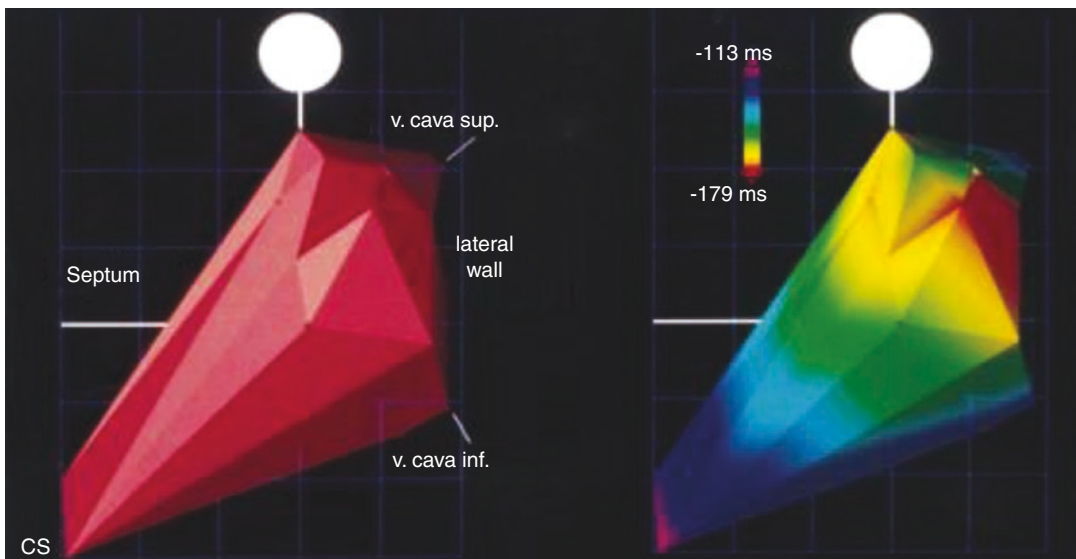 v. cava sup.
Septum
lateral
wall
v. cava inf.
CS
-113 ms
-179 ms